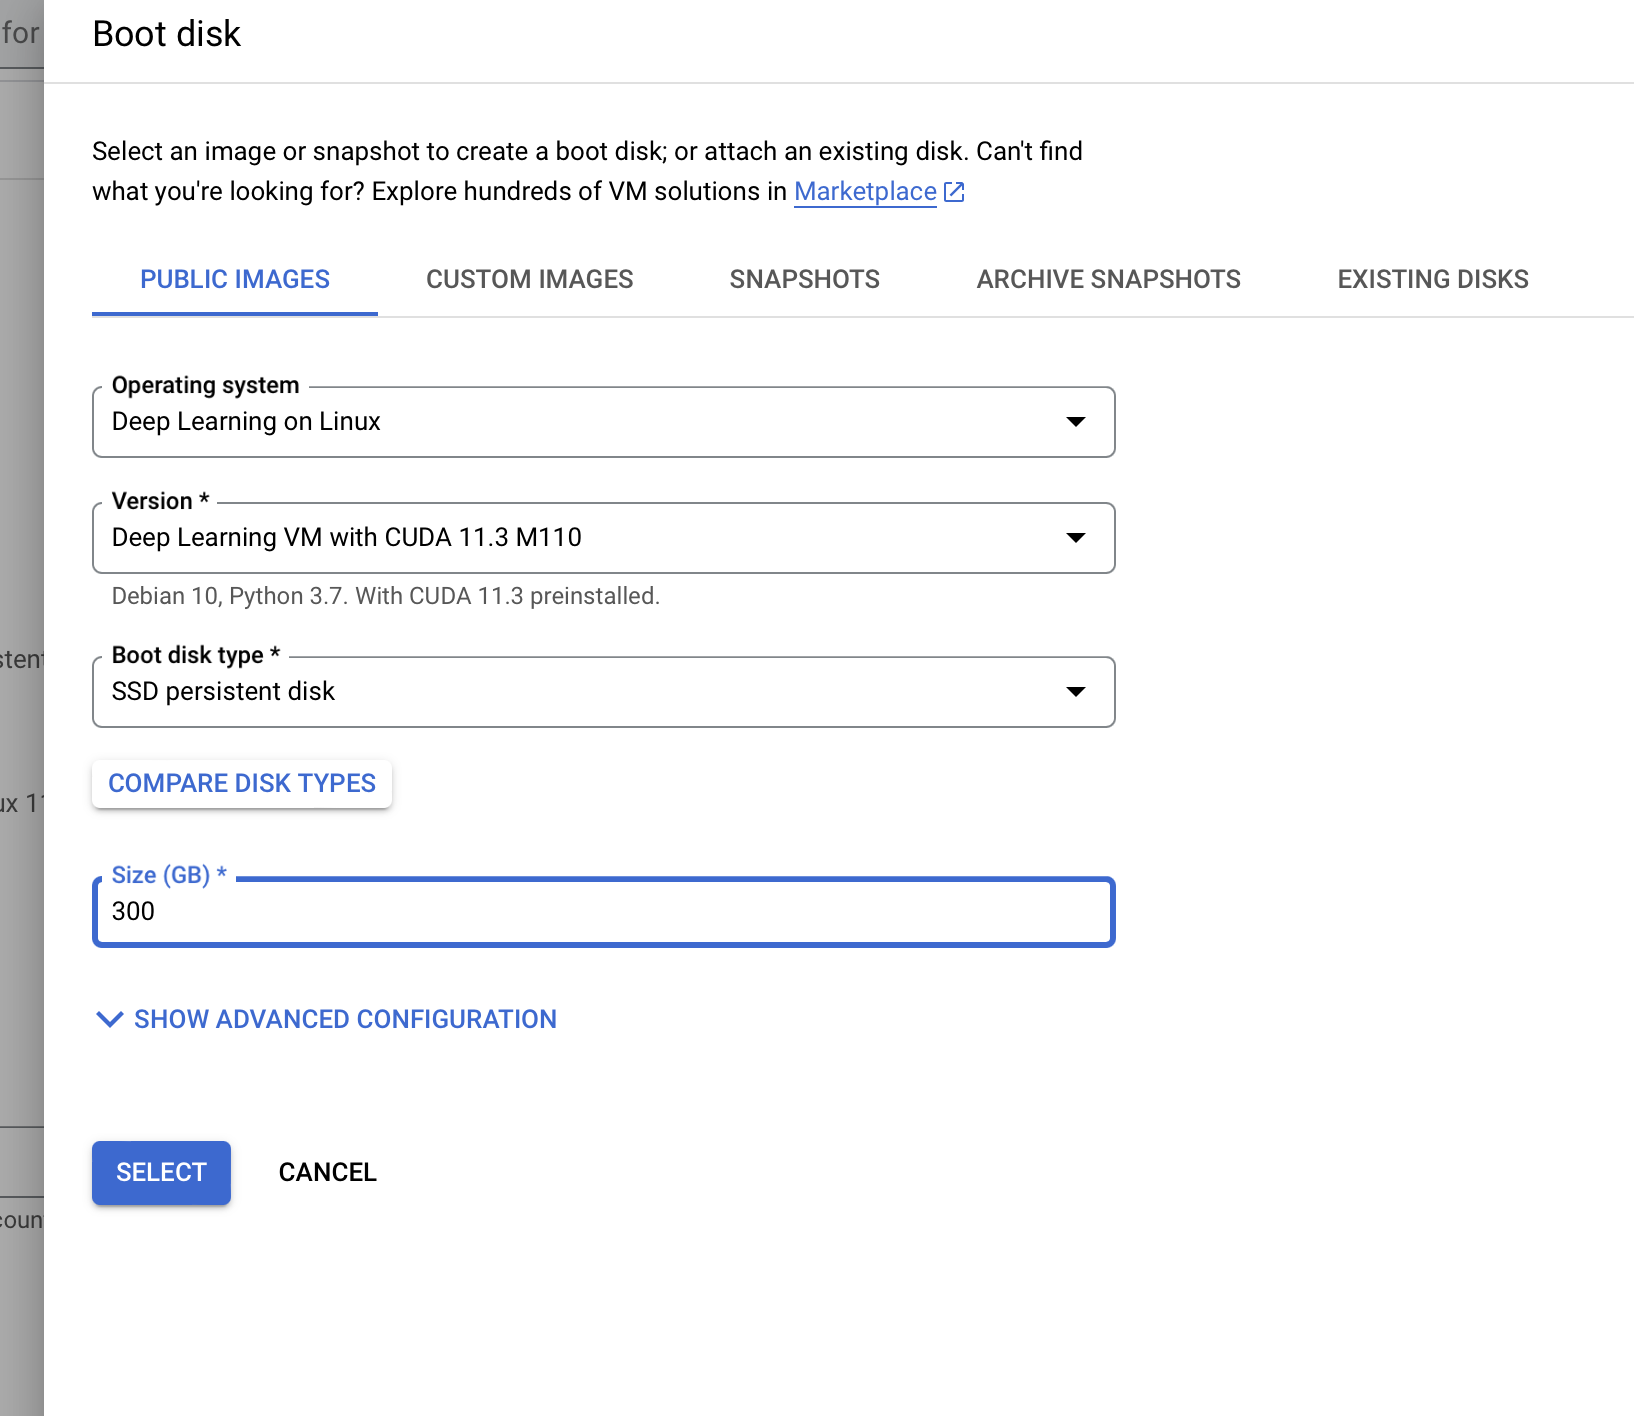 for
Boot disk
Select an image or snapshot to create a boot disk; or attach an existing disk. Can't find
what you're looking for? Explore hundreds of VM solutions in Marketplace
PUBLIC IMAGES CUSTOM IMAGES SNAPSHOTS ARCHIVE SNAPSHOTS EXISTING DISKS
Operating system
Deep Learning on Linux
Version *
Deep Learning VM with CUDA 11.3 M110
Debian 10, Python 3.7. With CUDA 11.3 preinstalled.
Boot disk type *
SSD persistent disk
COMPARE DISK TYPES
Size (GB) *
300
SHOW ADVANCED CONFIGURATION
SELECT CANCEL